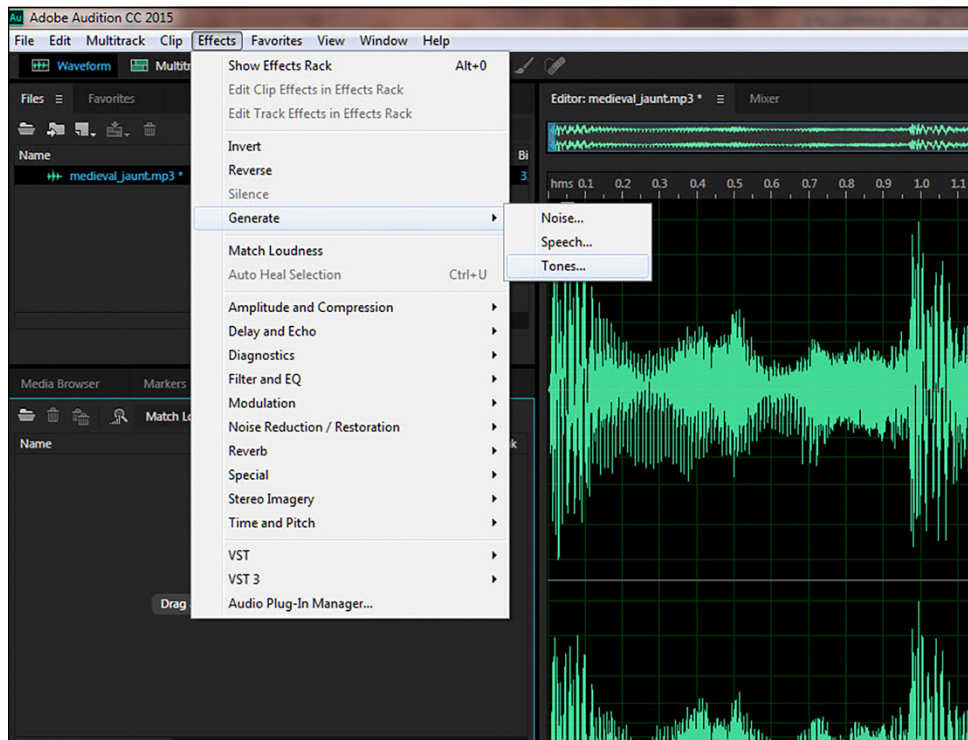 Au Adobe Audition CC 2015
File Edit Multitrack Clip Effects Favorites View Window Help
Waveform Multitr
Files Favorites
Name Bi
medieval_jaunt.mp3 * 3
Show Effects Rack Alt+0
Edit Clip Effects in Effects Rack
Edit Track Effects in Effects Rack
Invert
Reverse
Silence
Generate
Match Loudness
Auto Heal Selection Ctrl+U
Amplitude and Compression
Delay and Echo
Diagnostics
Filter and EQ
Modulation
Noise Reduction / Restoration
Reverb
Special
Stereo Imagery
Time and Pitch
VST
VST 3
Audio Plug-In Manager...
Noise...
Speech...
Tones...
Editor: medieval_jaunt.mp3 * Mixer
hms 0.1 0.2 0.3 0.4 0.5 0.6 0.7 0.8 0.9 1.0 1.1
Media Browser Markers
Match Lo
Name k
Drag